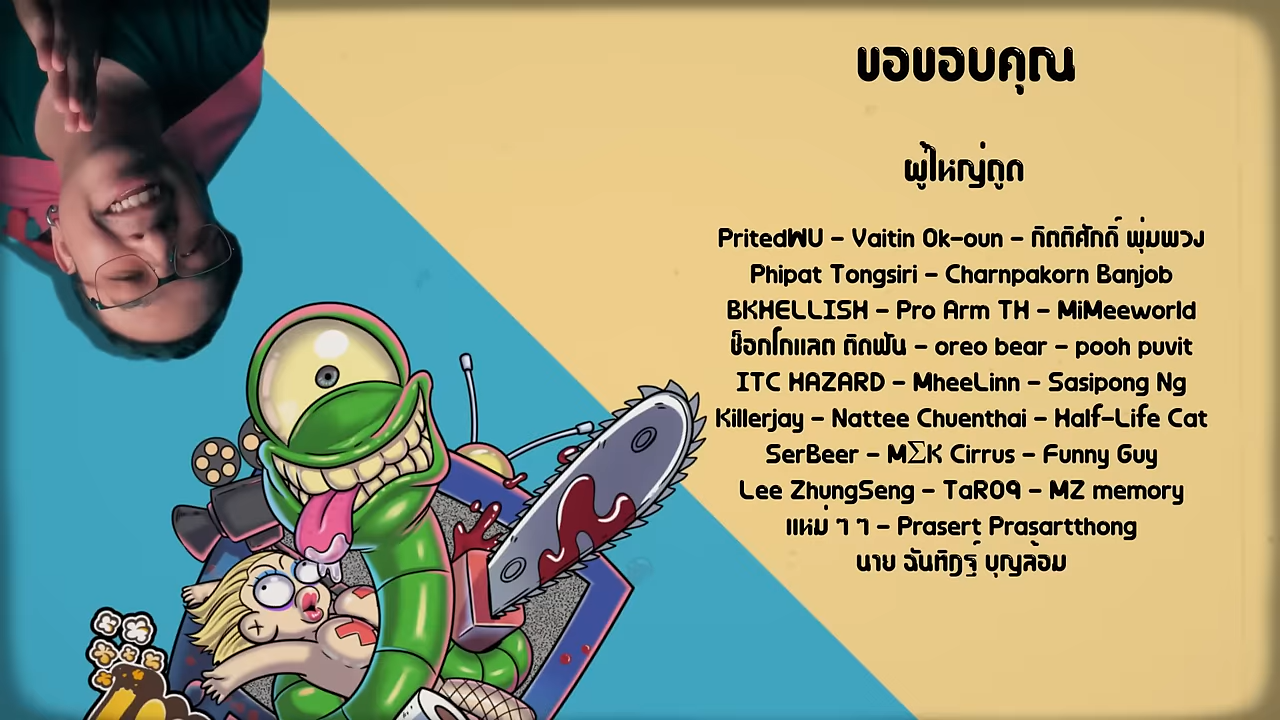 ขอขอบคุณ
ผู้ใหญ่ถูด
PritedWU - Vaitin Ok-oun - กิตติศักดิ์ พุ่มพวง
Phipat Tongsiri - Charnpakorn Banjob
BKHELLISH - Pro Arm TH - MiMeeworld
ช็อกโกแลต ติดฟัน - oreo bear - pooh puvit
ITC HAZARD - MheeLinn - Sasipong Ng
Killerjay - Nattee Chuenthai - Half-Life Cat
SerBeer - MΣK Cirrus - Funny Guy
Lee ZhungSeng - TaRO9 - MZ memory
แหม่ ๆ ๆ - Prasert Prasartthong
นาย ฉันทิฏฐ์ บุญล้อม